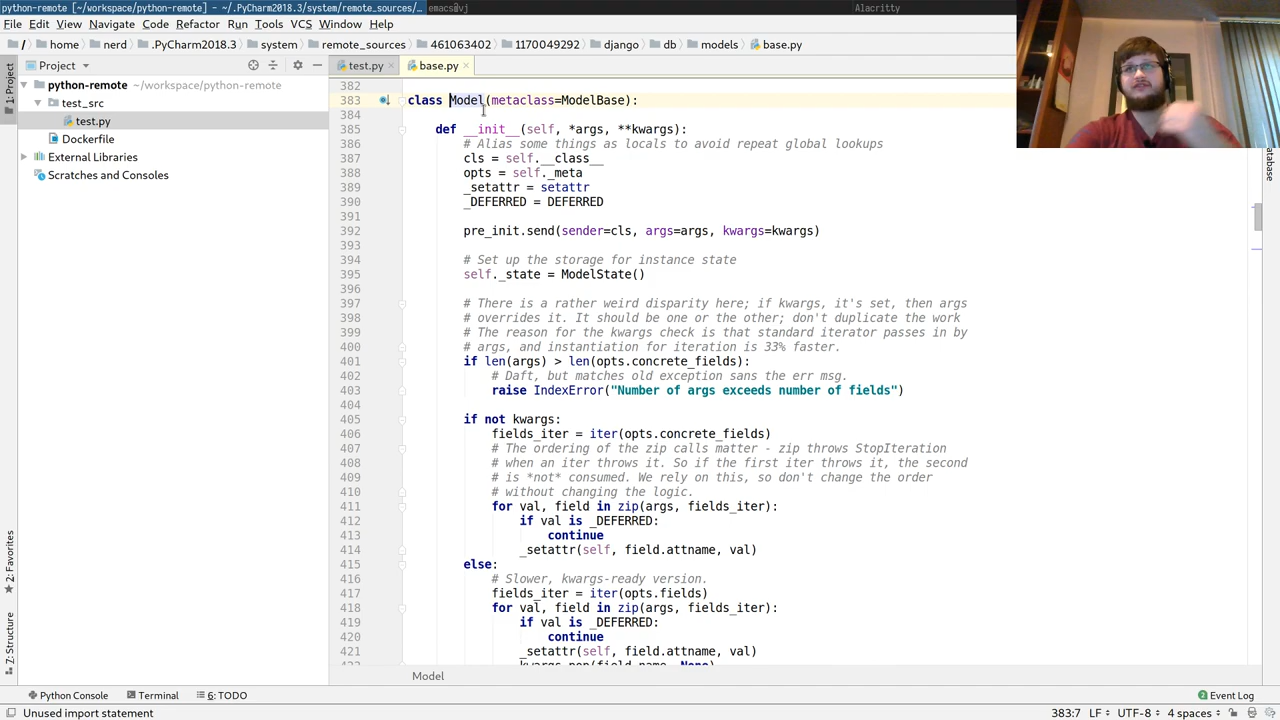 python-remote [~/workspace/python-remote] – ~/.PyCharm2018.3/system/remote_sources/…
Alacritty
File Edit View Navigate Code Refactor Run Tools VCS Window Help
/ home nerd .PyCharm2018.3 system remote_sources 461063402 1170049292 django db models base.py
1: Project
Project
test.py
base.py
python-remote ~/workspace/python-remote
test_src
test.py
Dockerfile
External Libraries
Scratches and Consoles
382
383 class Model(metaclass=ModelBase):
384
385 def __init__(self, *args, **kwargs):
386 # Alias some things as locals to avoid repeat global lookups
387 cls = self.__class__
388 opts = self._meta
389 _setattr = setattr
390 _DEFERRED = DEFERRED
391
392 pre_init.send(sender=cls, args=args, kwargs=kwargs)
393
394 # Set up the storage for instance state
395 self._state = ModelState()
396
397 # There is a rather weird disparity here; if kwargs, it's set, then args
398 # overrides it. It should be one or the other; don't duplicate the work
399 # The reason for the kwargs check is that standard iterator passes in by
400 # args, and instantiation for iteration is 33% faster.
401 if len(args) > len(opts.concrete_fields):
402 # Daft, but matches old exception sans the err msg.
403 raise IndexError("Number of args exceeds number of fields")
404
405 if not kwargs:
406 fields_iter = iter(opts.concrete_fields)
407 # The ordering of the zip calls matter - zip throws StopIteration
408 # when an iter throws it. So if the first iter throws it, the second
409 # is *not* consumed. We rely on this, so don't change the order
410 # without changing the logic.
411 for val, field in zip(args, fields_iter):
412 if val is _DEFERRED:
413 continue
414 _setattr(self, field.attname, val)
415 else:
416 # Slower, kwargs-ready version.
417 fields_iter = iter(opts.fields)
418 for val, field in zip(args, fields_iter):
419 if val is _DEFERRED:
420 continue
421 _setattr(self, field.attname, val)
422 kwargs.pop(field.name, None)
Database
2: Favorites
Z: Structure
Model
Python Console Terminal 6: TODO
2 Event Log
Unused import statement
383:7 LF UTF-8 4 spaces